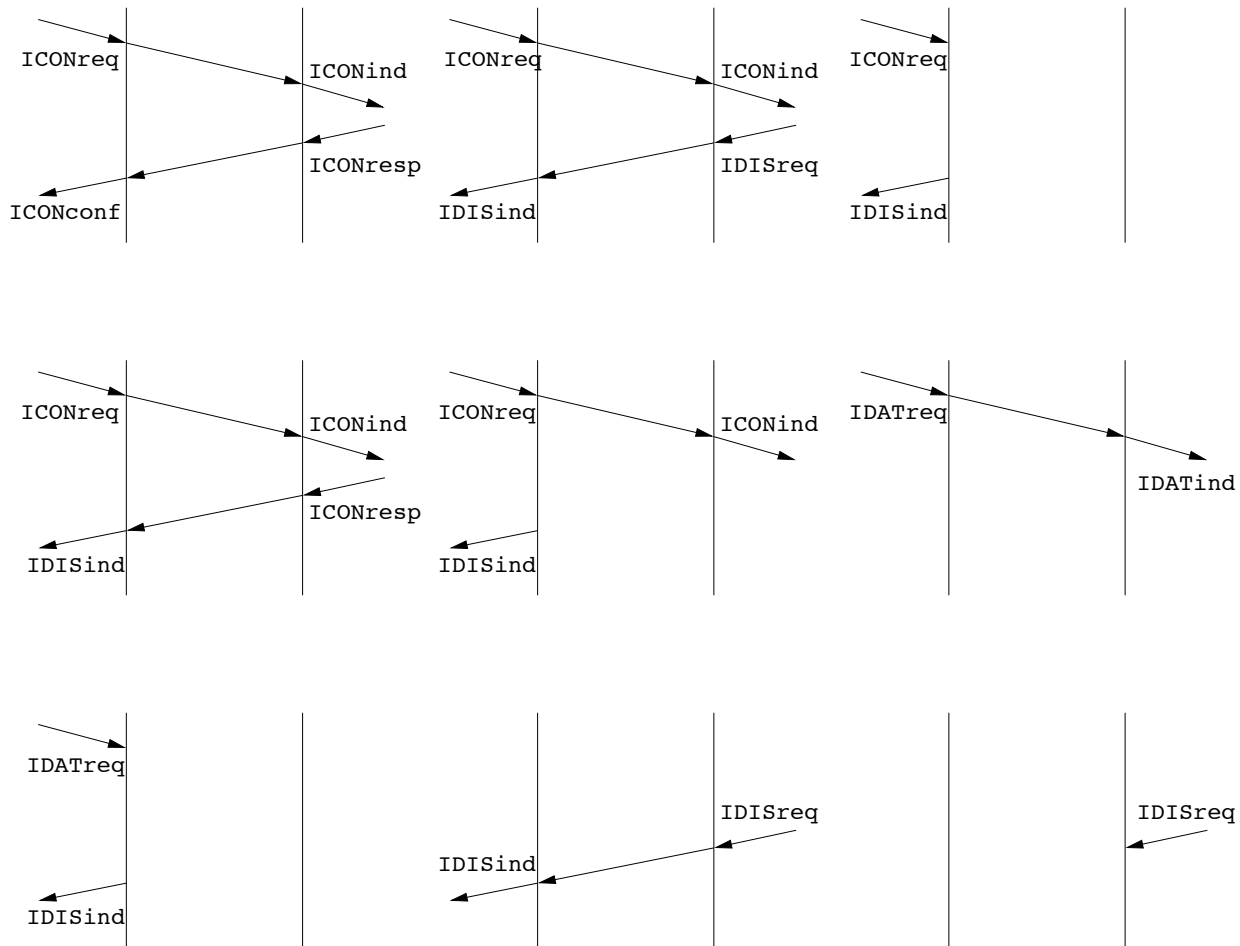 ICONreq
ICONind
ICONresp
ICONconf
ICONreq
ICONind
IDISreq
IDISind
ICONreq
IDISind
ICONreq
ICONind
ICONresp
IDISind
ICONreq
ICONind
IDISind
IDATreq
IDATind
IDATreq
IDISind
IDISreq
IDISind
IDISreq